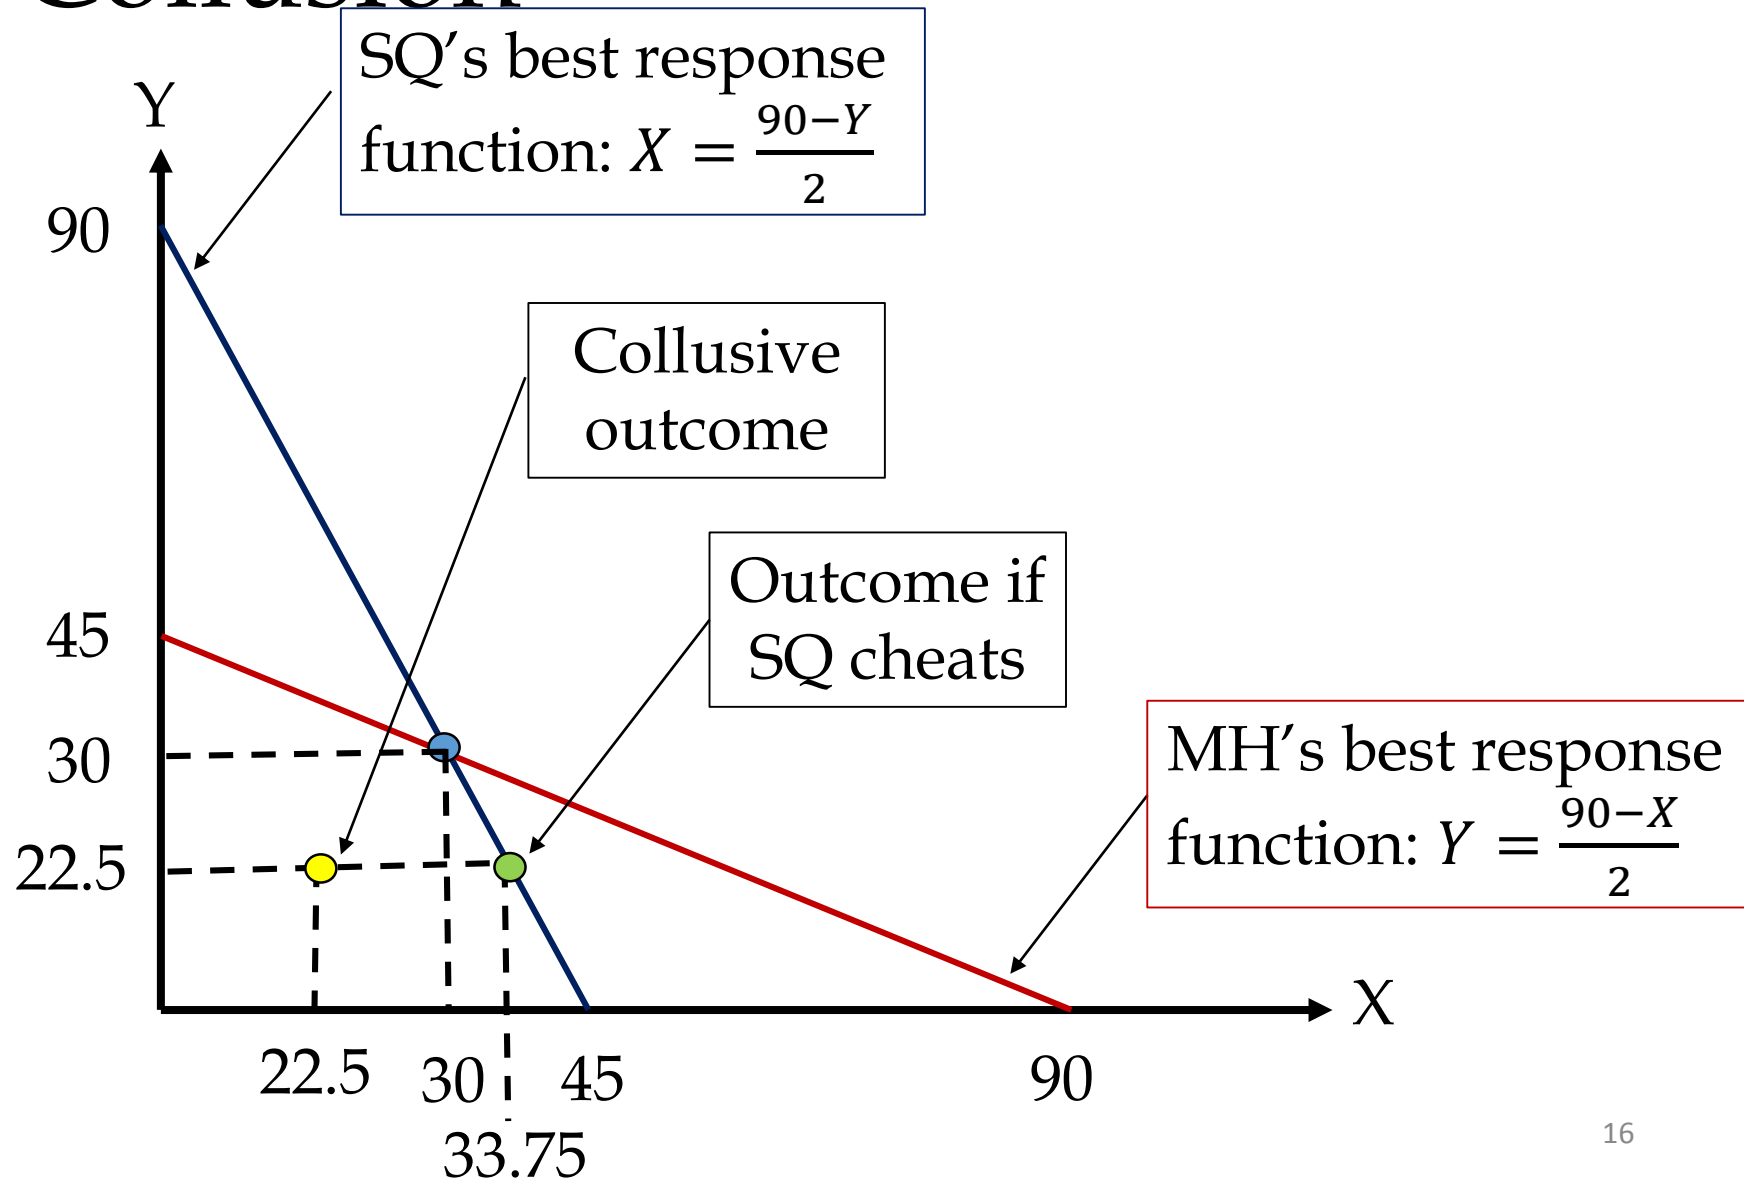 Collusion
SQ’s best response
function: 𝑋 = (90−𝑌)/2
Y
90
Collusive
outcome
Outcome if
SQ cheats
45
MH’s best response
function: 𝑌 = (90−𝑋)/2
30
22.5
X
22.5 30 45 90
33.75
16